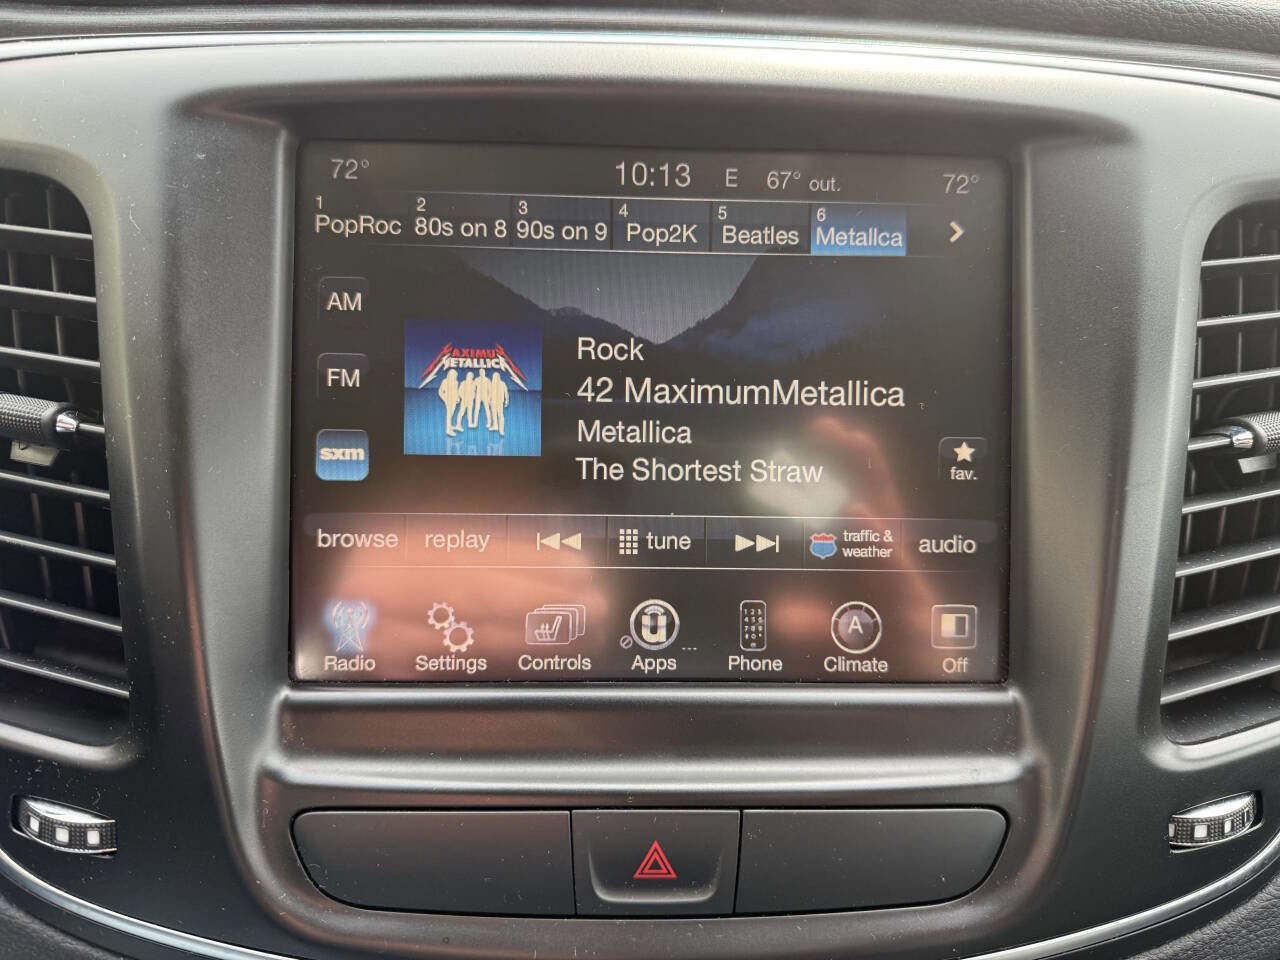 72° 10:13 E 67° out. 72°
1 PopRoc 2 80s on 8 3 90s on 9 4 Pop2K 5 Beatles 6 Metallca
AM
FM
sxm
MAXIMUM
METALLICA
Rock
42 MaximumMetallica
Metallica
The Shortest Straw
fav.
browse replay tune traffic & weather audio
A
Radio Settings Controls Apps Phone Climate Off